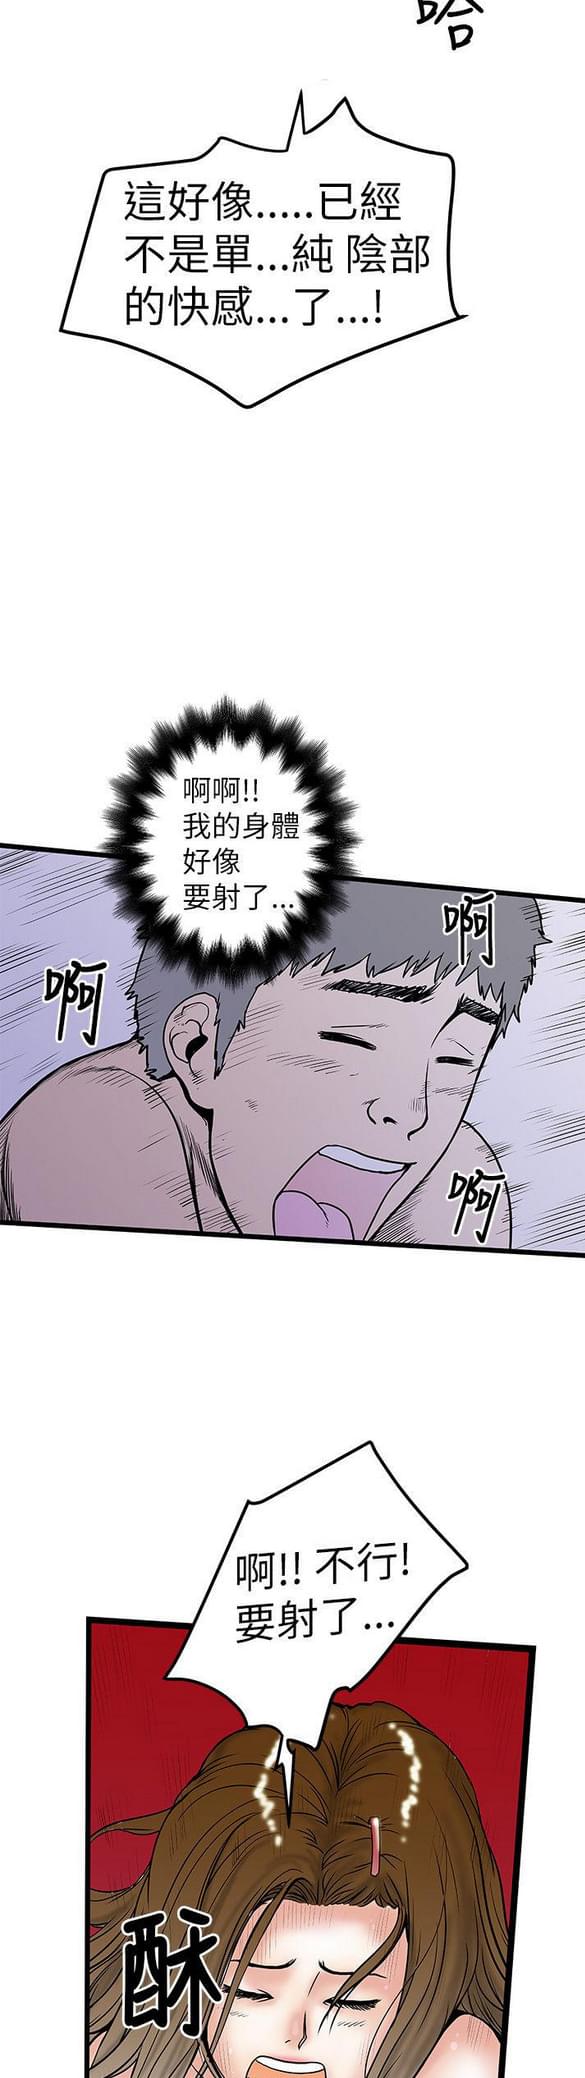 哈
這好像.....已經
不是單...純 陰部
的快感...了...!
啊啊!!
我的身體
好像
要射了...
啊
啊
啊
啊!! 不行!
要射了...
酥